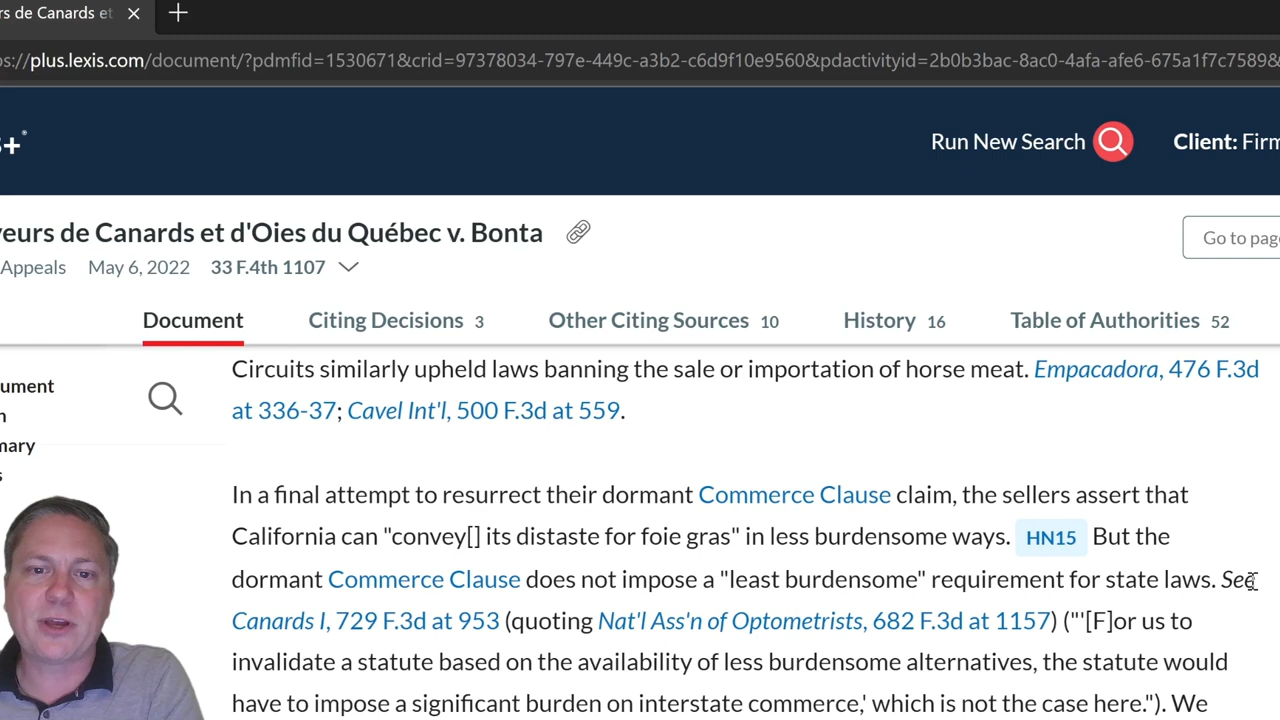 rs de Canards et
ps://plus.lexis.com/document/?pdmfid=1530671&crid=97378034-797e-449c-a3b2-c6d9f10e9560&pdactivityid=2b0b3bac-8ac0-4afa-afe6-675a1f7c7589&
s+®
Run New Search
Client: Firm
veurs de Canards et d'Oies du Québec v. Bonta
Appeals May 6, 2022 33 F.4th 1107
Go to page
Document Citing Decisions 3 Other Citing Sources 10 History 16 Table of Authorities 52
ument
n
mary
s
Circuits similarly upheld laws banning the sale or importation of horse meat. Empacadora, 476 F.3d
at 336-37; Cavel Int'l, 500 F.3d at 559.
In a final attempt to resurrect their dormant Commerce Clause claim, the sellers assert that
California can "convey[] its distaste for foie gras" in less burdensome ways. HN15 But the
dormant Commerce Clause does not impose a "least burdensome" requirement for state laws. See
Canards I, 729 F.3d at 953 (quoting Nat'l Ass'n of Optometrists, 682 F.3d at 1157) ("'[F]or us to
invalidate a statute based on the availability of less burdensome alternatives, the statute would
have to impose a significant burden on interstate commerce,' which is not the case here."). We